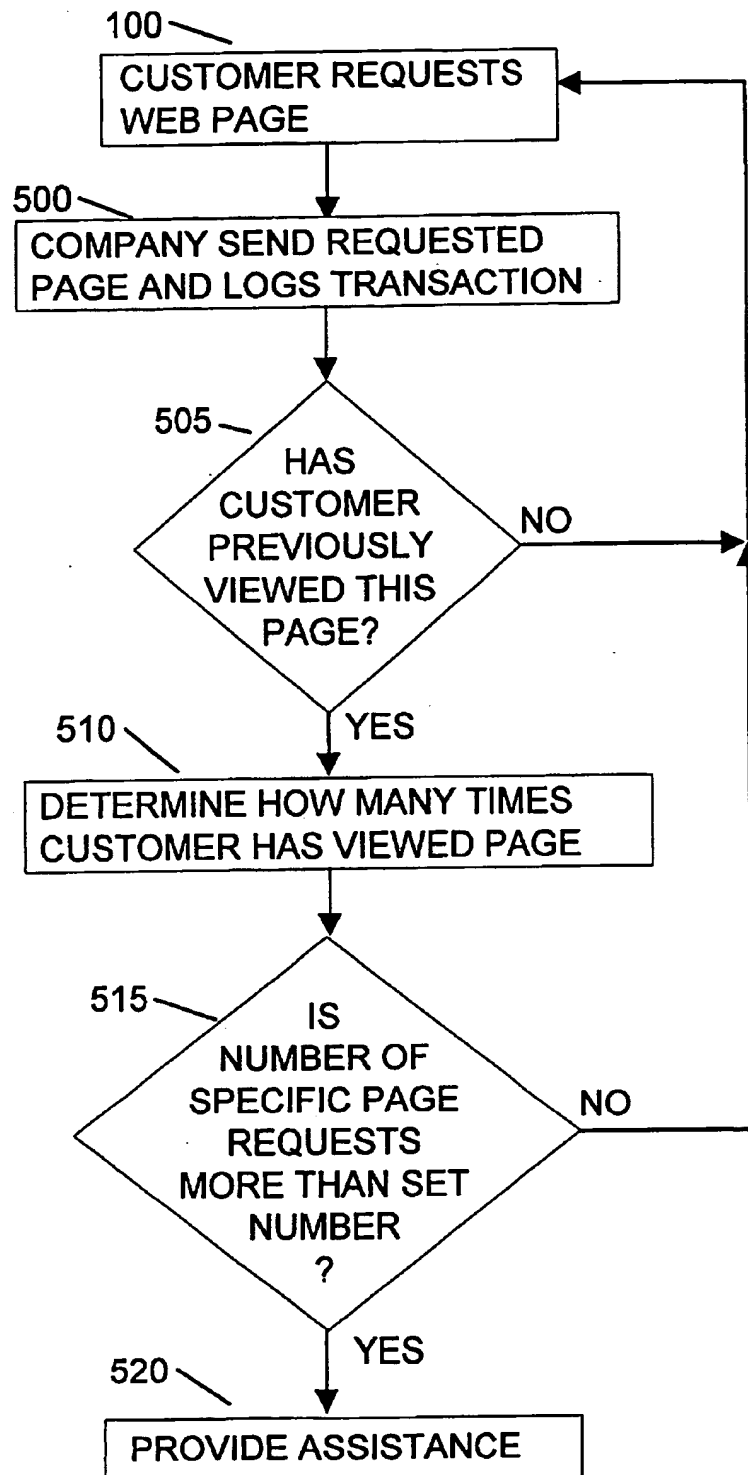 100
CUSTOMER REQUESTS
WEB PAGE
500
COMPANY SEND REQUESTED
PAGE AND LOGS TRANSACTION
505
HAS
CUSTOMER
PREVIOUSLY
VIEWED THIS
PAGE?
NO
YES
510
DETERMINE HOW MANY TIMES
CUSTOMER HAS VIEWED PAGE
515
IS
NUMBER OF
SPECIFIC PAGE
REQUESTS
MORE THAN SET
NUMBER
?
NO
YES
520
PROVIDE ASSISTANCE